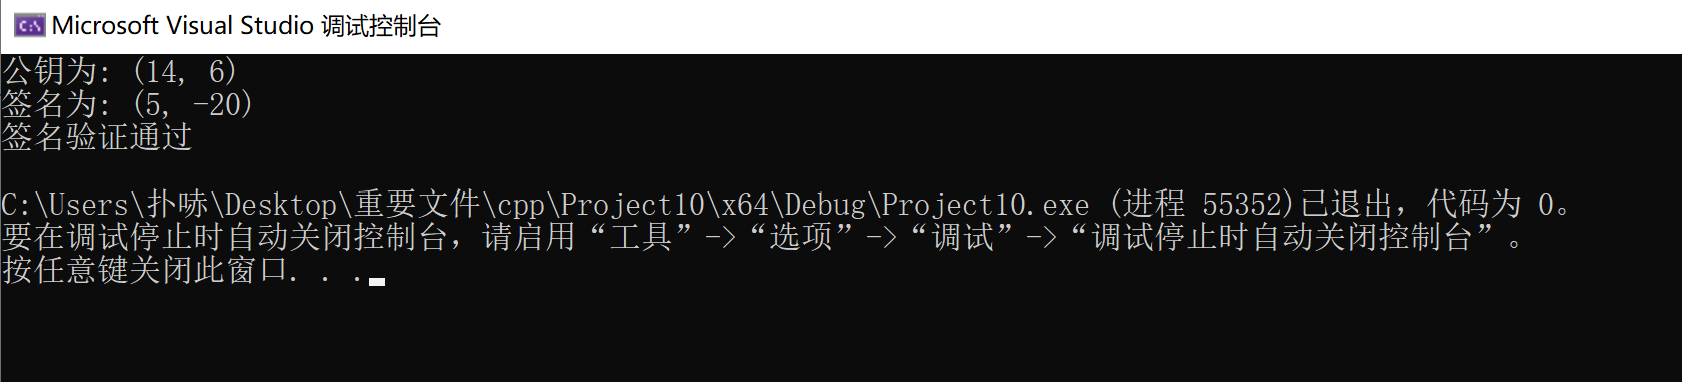 Microsoft Visual Studio 调试控制台
公钥为: (14, 6)
签名为: (5, -20)
签名验证通过
C:\Users\扑哧\Desktop\重要文件\cpp\Project10\x64\Debug\Project10.exe (进程 55352)已退出，代码为 0。
要在调试停止时自动关闭控制台，请启用“工具”->“选项”->“调试”->“调试停止时自动关闭控制台”。
按任意键关闭此窗口. . .